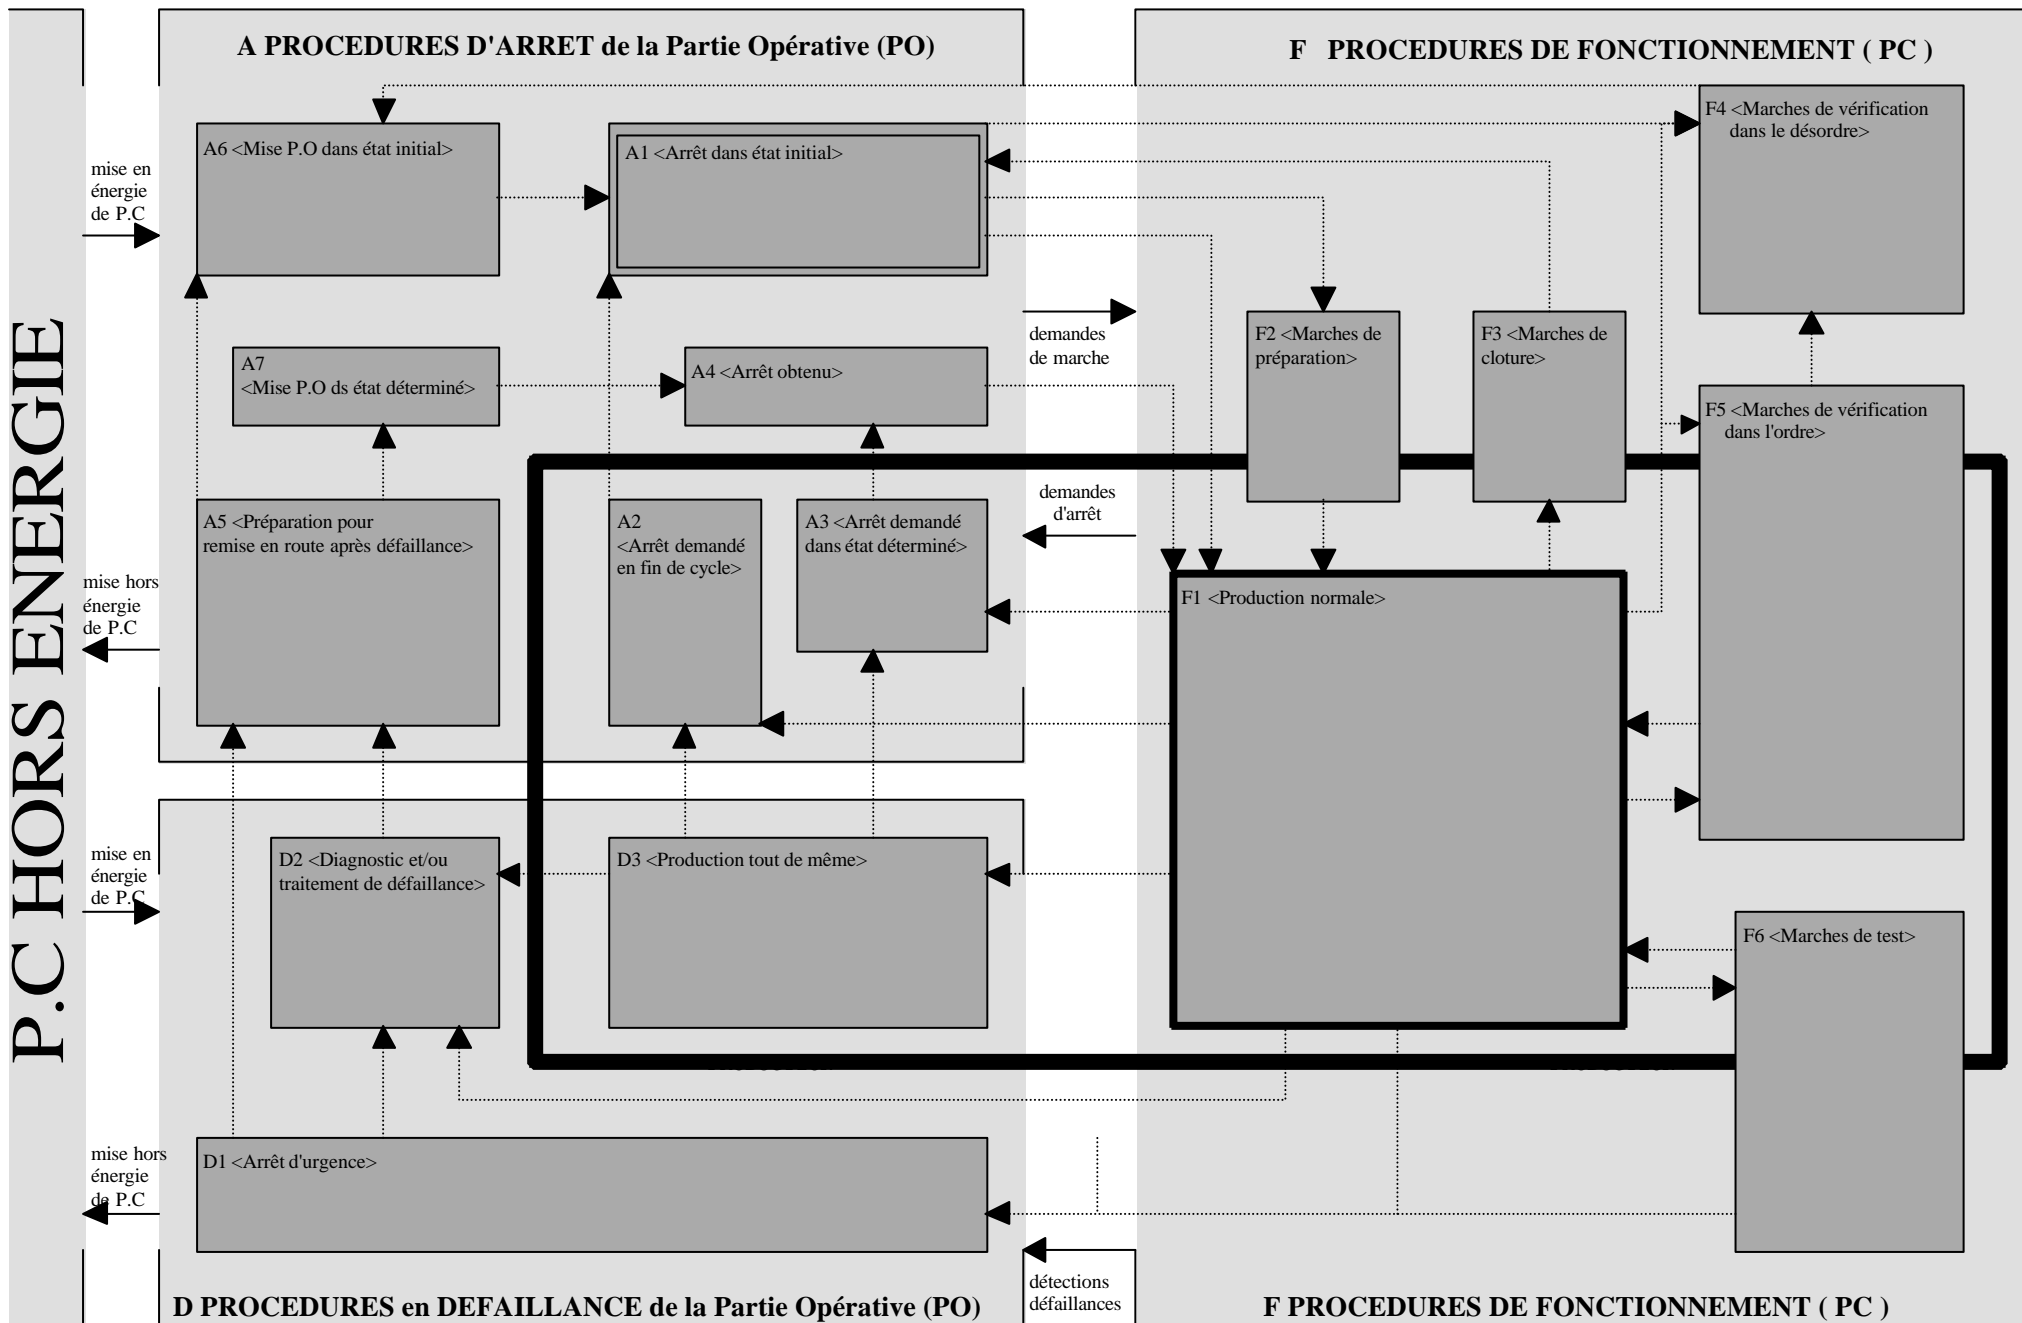 A PROCEDURES D'ARRET de la Partie Opérative (PO)
F PROCEDURES DE FONCTIONNEMENT ( PC )
P.C HORS ENERGIE
mise en
énergie
de P.C
A6 <Mise P.O dans état initial>
A1 <Arrêt dans état initial>
F4 <Marches de vérification
dans le désordre>
demandes
de marche
F2 <Marches de
préparation>
F3 <Marches de
cloture>
A7
<Mise P.O ds état déterminé>
A4 <Arrêt obtenu>
F5 <Marches de vérification
dans l'ordre>
demandes
d'arrêt
A5 <Préparation pour
remise en route après défaillance>
A2
<Arrêt demandé
en fin de cycle>
A3 <Arrêt demandé
dans état déterminé>
mise hors
énergie
de P.C
F1 <Production normale>
mise en
énergie
de P.C
D2 <Diagnostic et/ou
traitement de défaillance>
D3 <Production tout de même>
F6 <Marches de test>
mise hors
énergie
de P.C
D1 <Arrêt d'urgence>
détections
défaillances
D PROCEDURES en DEFAILLANCE de la Partie Opérative (PO)
F PROCEDURES DE FONCTIONNEMENT ( PC )